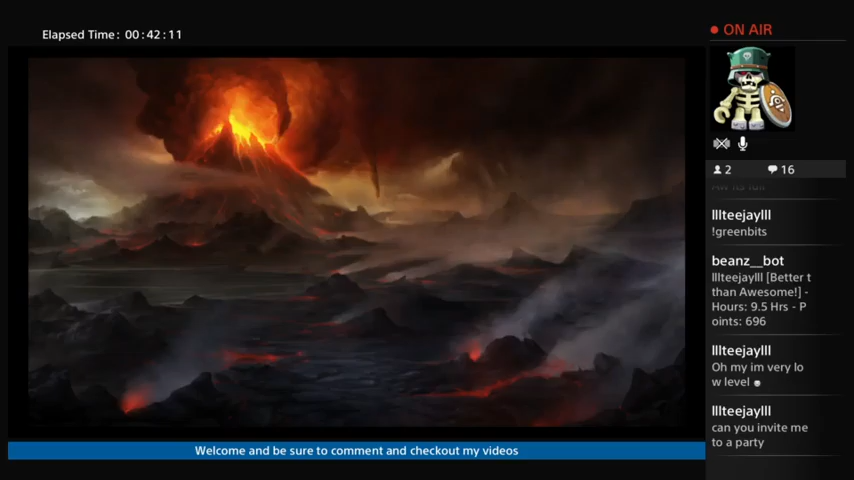 Elapsed Time: 00:42:11
ON AIR
2
16
lllteejaylll
!greenbits
beanz__bot
lllteejaylll [Better t
than Awesome!] -
Hours: 9.5 Hrs - P
oints: 696
lllteejaylll
Oh my im very lo
w level
lllteejaylll
can you invite me
to a party
Welcome and be sure to comment and checkout my videos